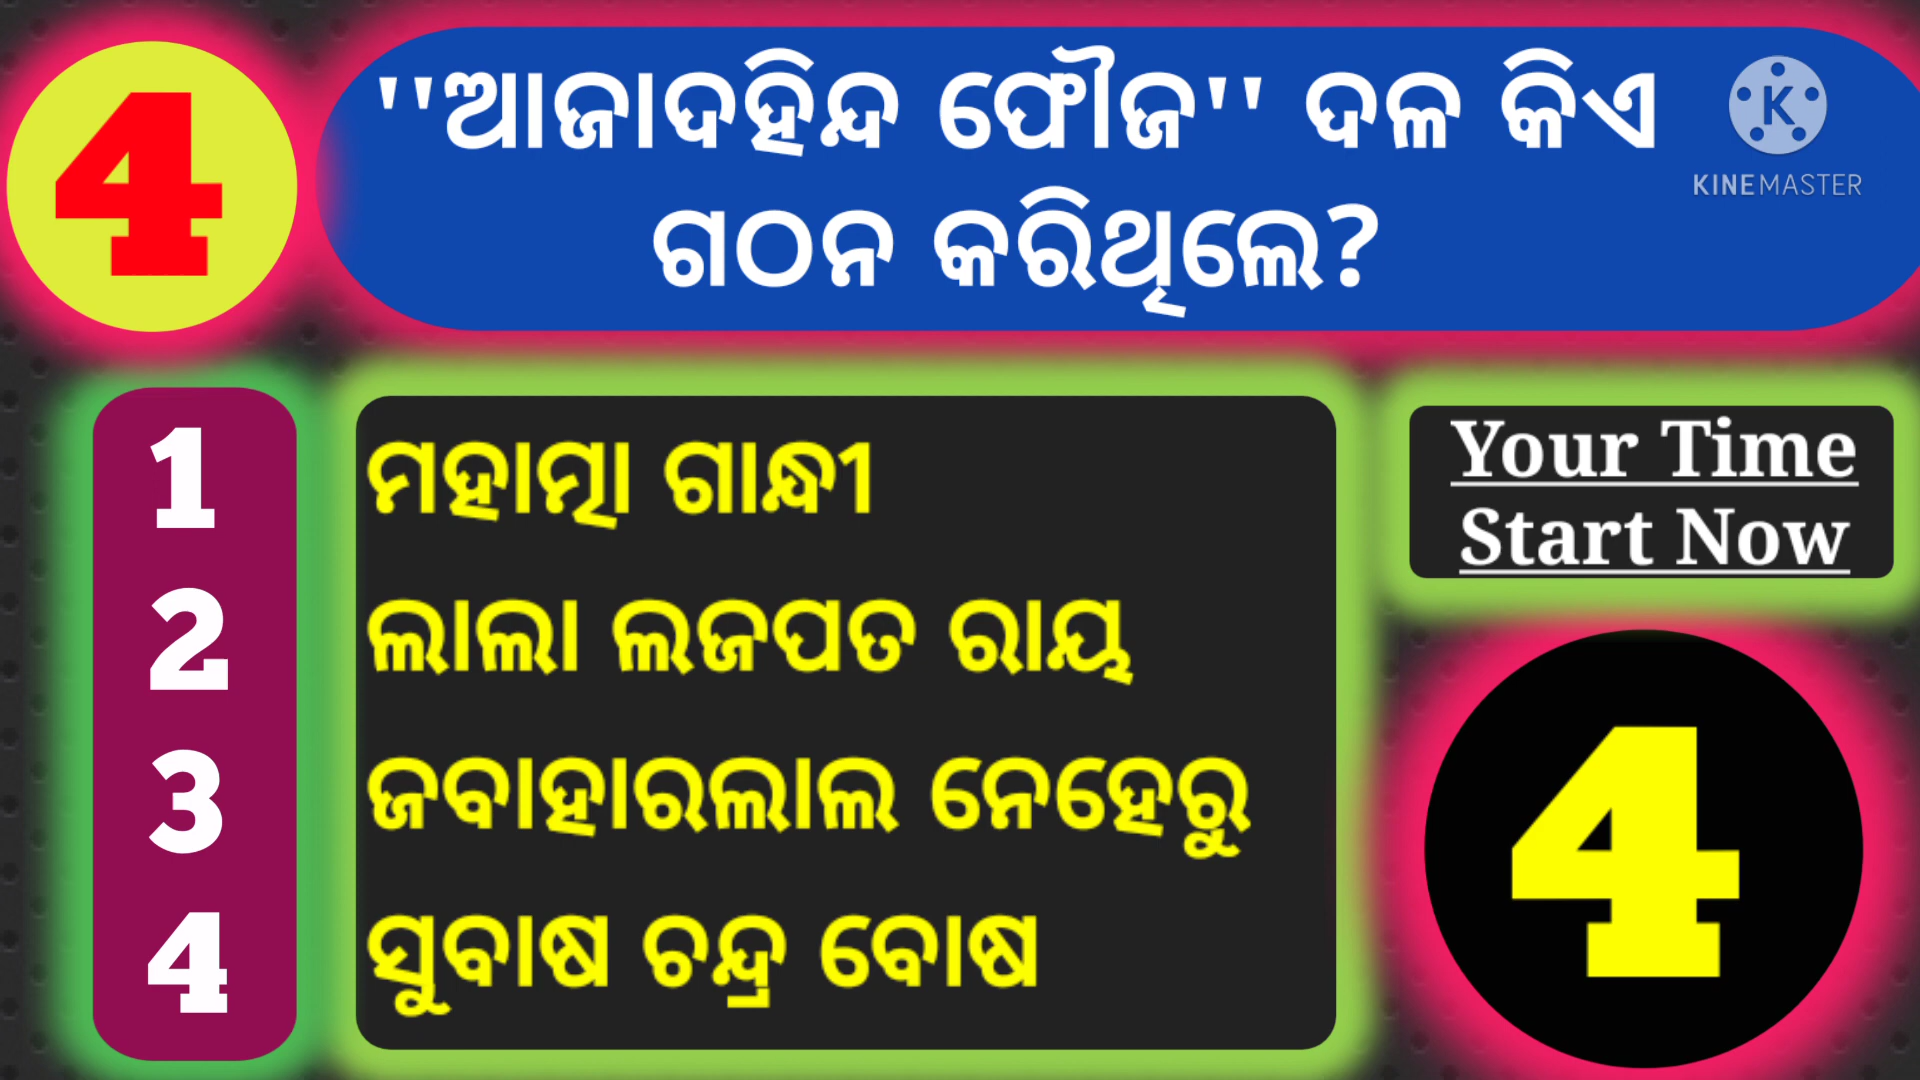 4
''ଆଜାଦହିନ୍ଦ ଫୌଜ'' ଦଳ କିଏ
ଗଠନ କରିଥିଲେ?
KINEMASTER
1 ମହାତ୍ମା ଗାନ୍ଧୀ
2 ଲାଲା ଲଜପତ ରାୟ
3 ଜବାହାରଲାଲ ନେହେରୁ
4 ସୁବାଷ ଚନ୍ଦ୍ର ବୋଷ
Your Time
Start Now
4